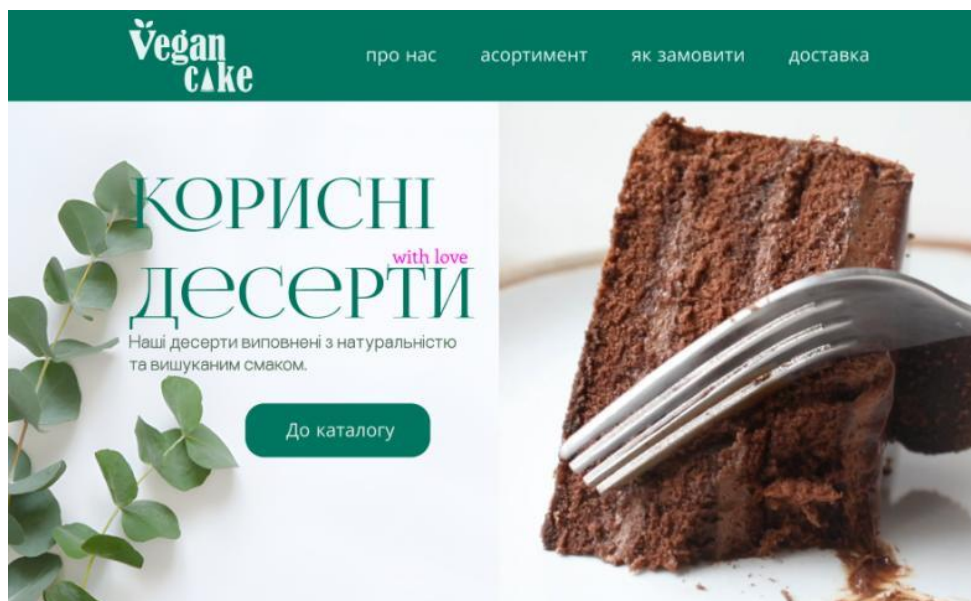 Vegan
cake
про нас асортимент як замовити доставка
КОРИСНІ
with love
ДЕСЕРТИ
Наші десерти виповнені з натуральністю
та вишуканим смаком.
До каталогу